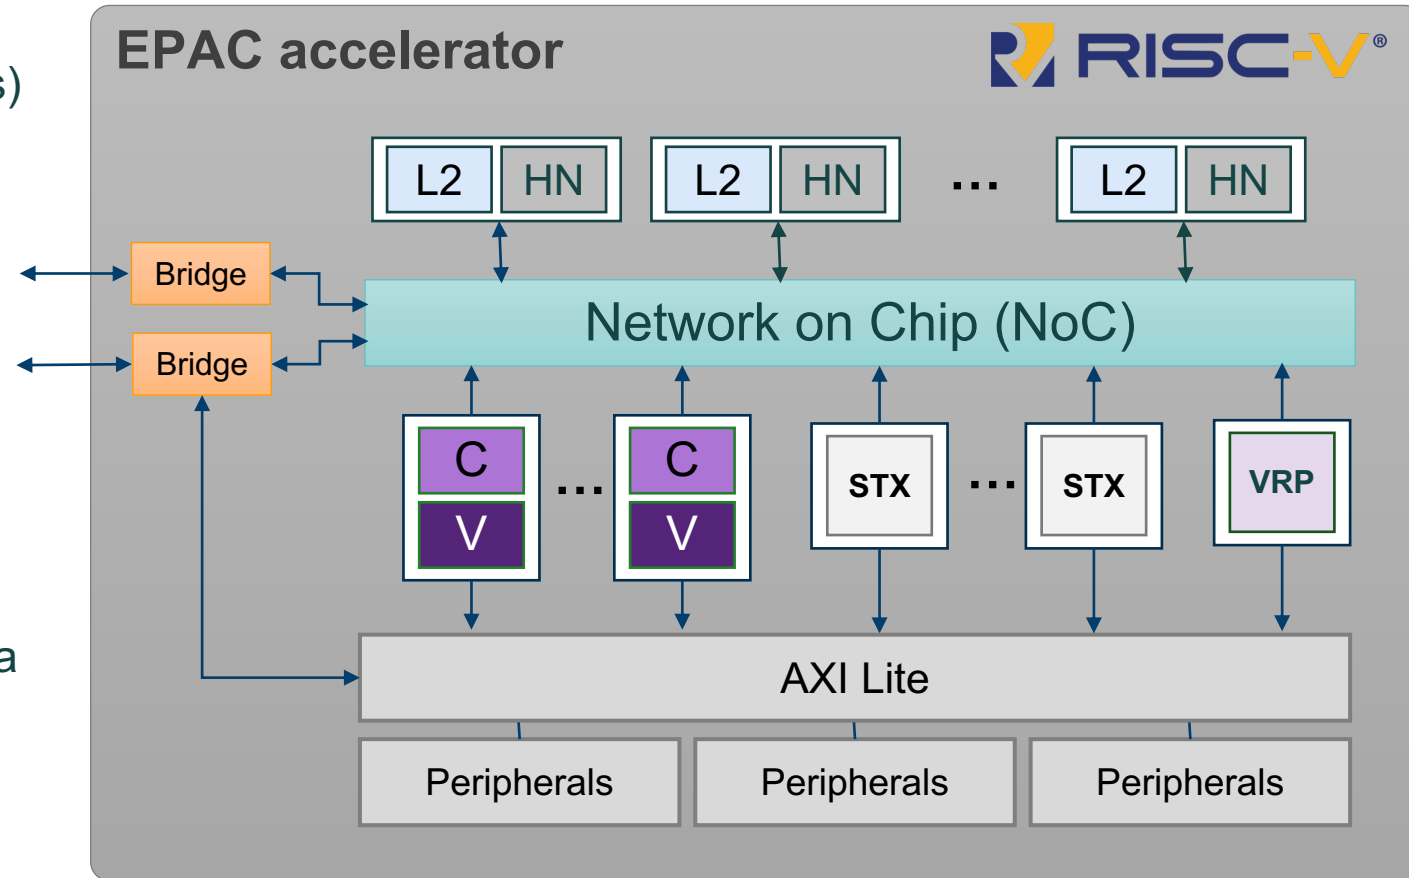 EPAC accelerator
RISC-V®
s)
L2 HN
L2 HN
...
L2 HN
Bridge
Network on Chip (NoC)
Bridge
C
V
...
C
V
STX
...
STX
VRP
a
AXI Lite
Peripherals
Peripherals
Peripherals